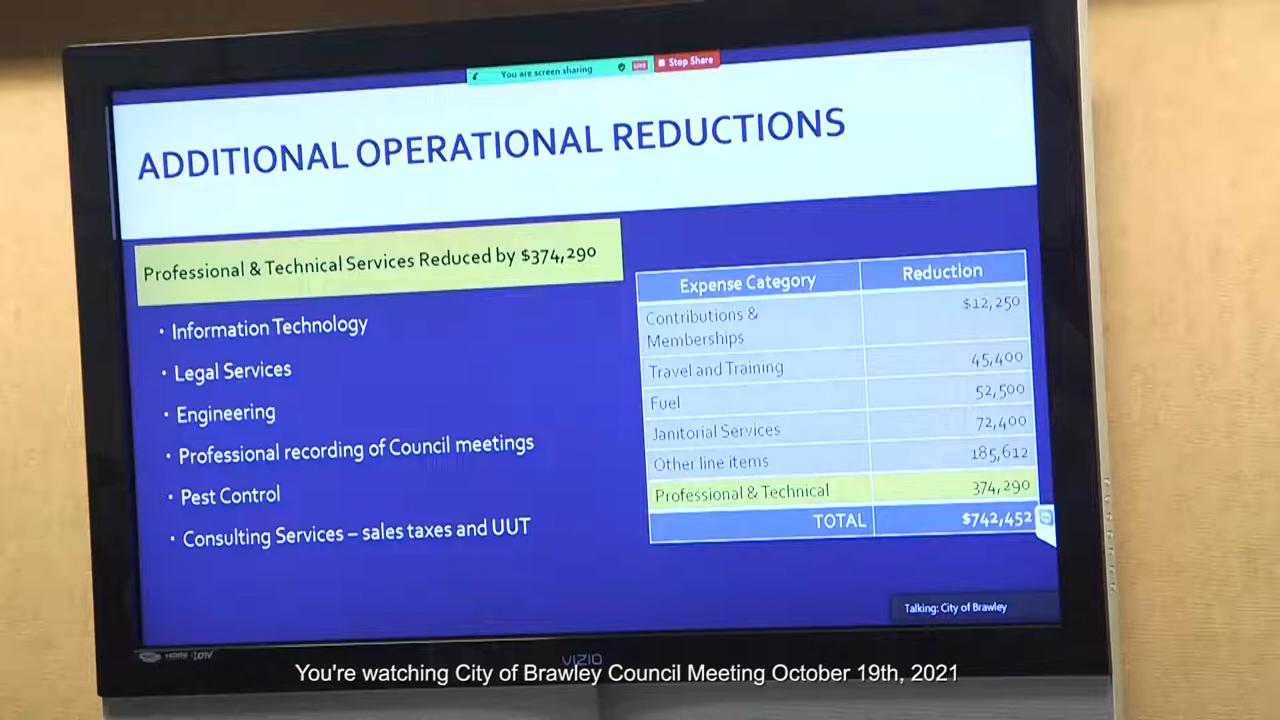 You are screen sharing
LIVE
Stop Share
ADDITIONAL OPERATIONAL REDUCTIONS
Professional & Technical Services Reduced by $374,290
• Information Technology
• Legal Services
• Engineering
• Professional recording of Council meetings
• Pest Control
• Consulting Services – sales taxes and UUT
Expense Category Reduction
Contributions & $12,250
Memberships
Travel and Training 45,400
Fuel 52,500
Janitorial Services 72,400
Other line items 185,612
Professional & Technical 374,290
TOTAL $742,452
Talking: City of Brawley
HDMI HDTV
VIZIO
You're watching City of Brawley Council Meeting October 19th, 2021